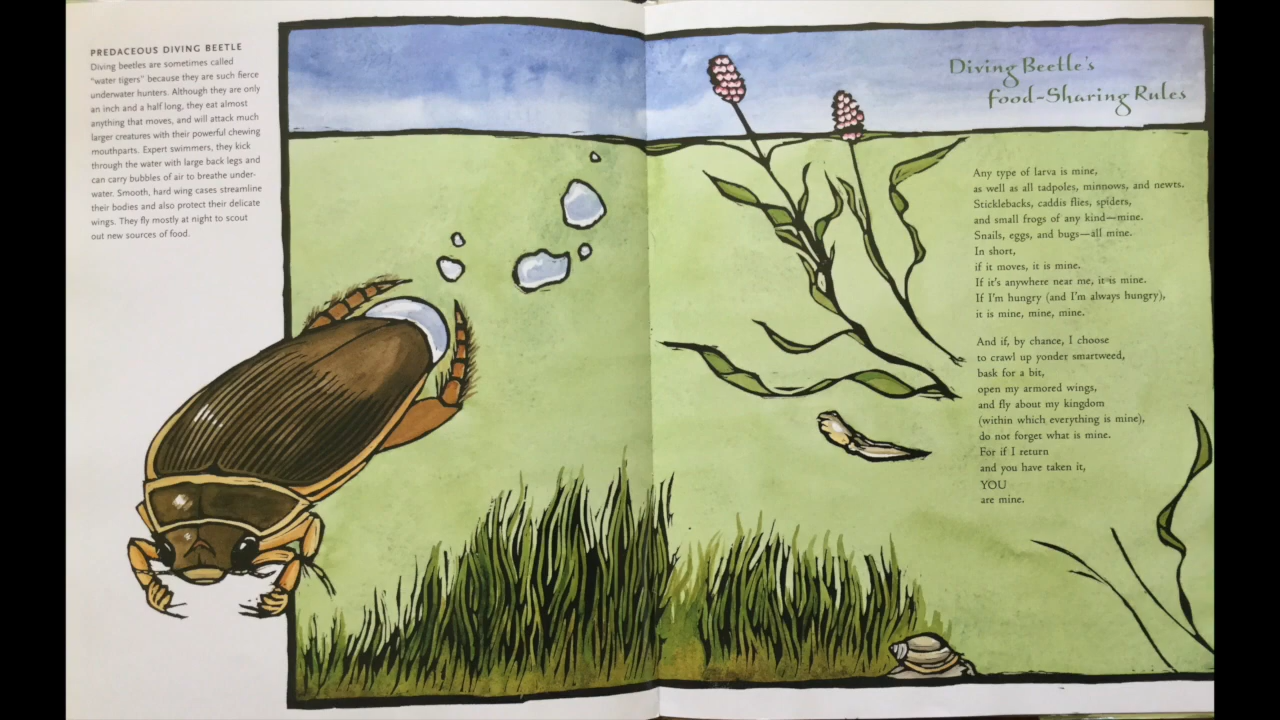 PREDACEOUS DIVING BEETLE
Diving beetles are sometimes called
"water tigers" because they are such fierce
underwater hunters. Although they are only
an inch and a half long, they eat almost
anything that moves, and will attack much
larger creatures with their powerful chewing
mouthparts. Expert swimmers, they kick
through the water with large back legs and
can carry bubbles of air to breathe under-
water. Smooth, hard wing cases streamline
their bodies and also protect their delicate
wings. They fly mostly at night to scout
out new sources of food.
Diving Beetle's
Food-Sharing Rules
Any type of larva is mine,
as well as all tadpoles, minnows, and newts.
Sticklebacks, caddis flies, spiders,
and small frogs of any kind—mine.
Snails, eggs, and bugs—all mine.
In short,
if it moves, it is mine.
If it's anywhere near me, it is mine.
If I'm hungry (and I'm always hungry),
it is mine, mine, mine.
And if, by chance, I choose
to crawl up yonder smartweed,
bask for a bit,
open my armored wings,
and fly about my kingdom
(within which everything is mine),
do not forget what is mine.
For if I return
and you have taken it,
YOU
are mine.